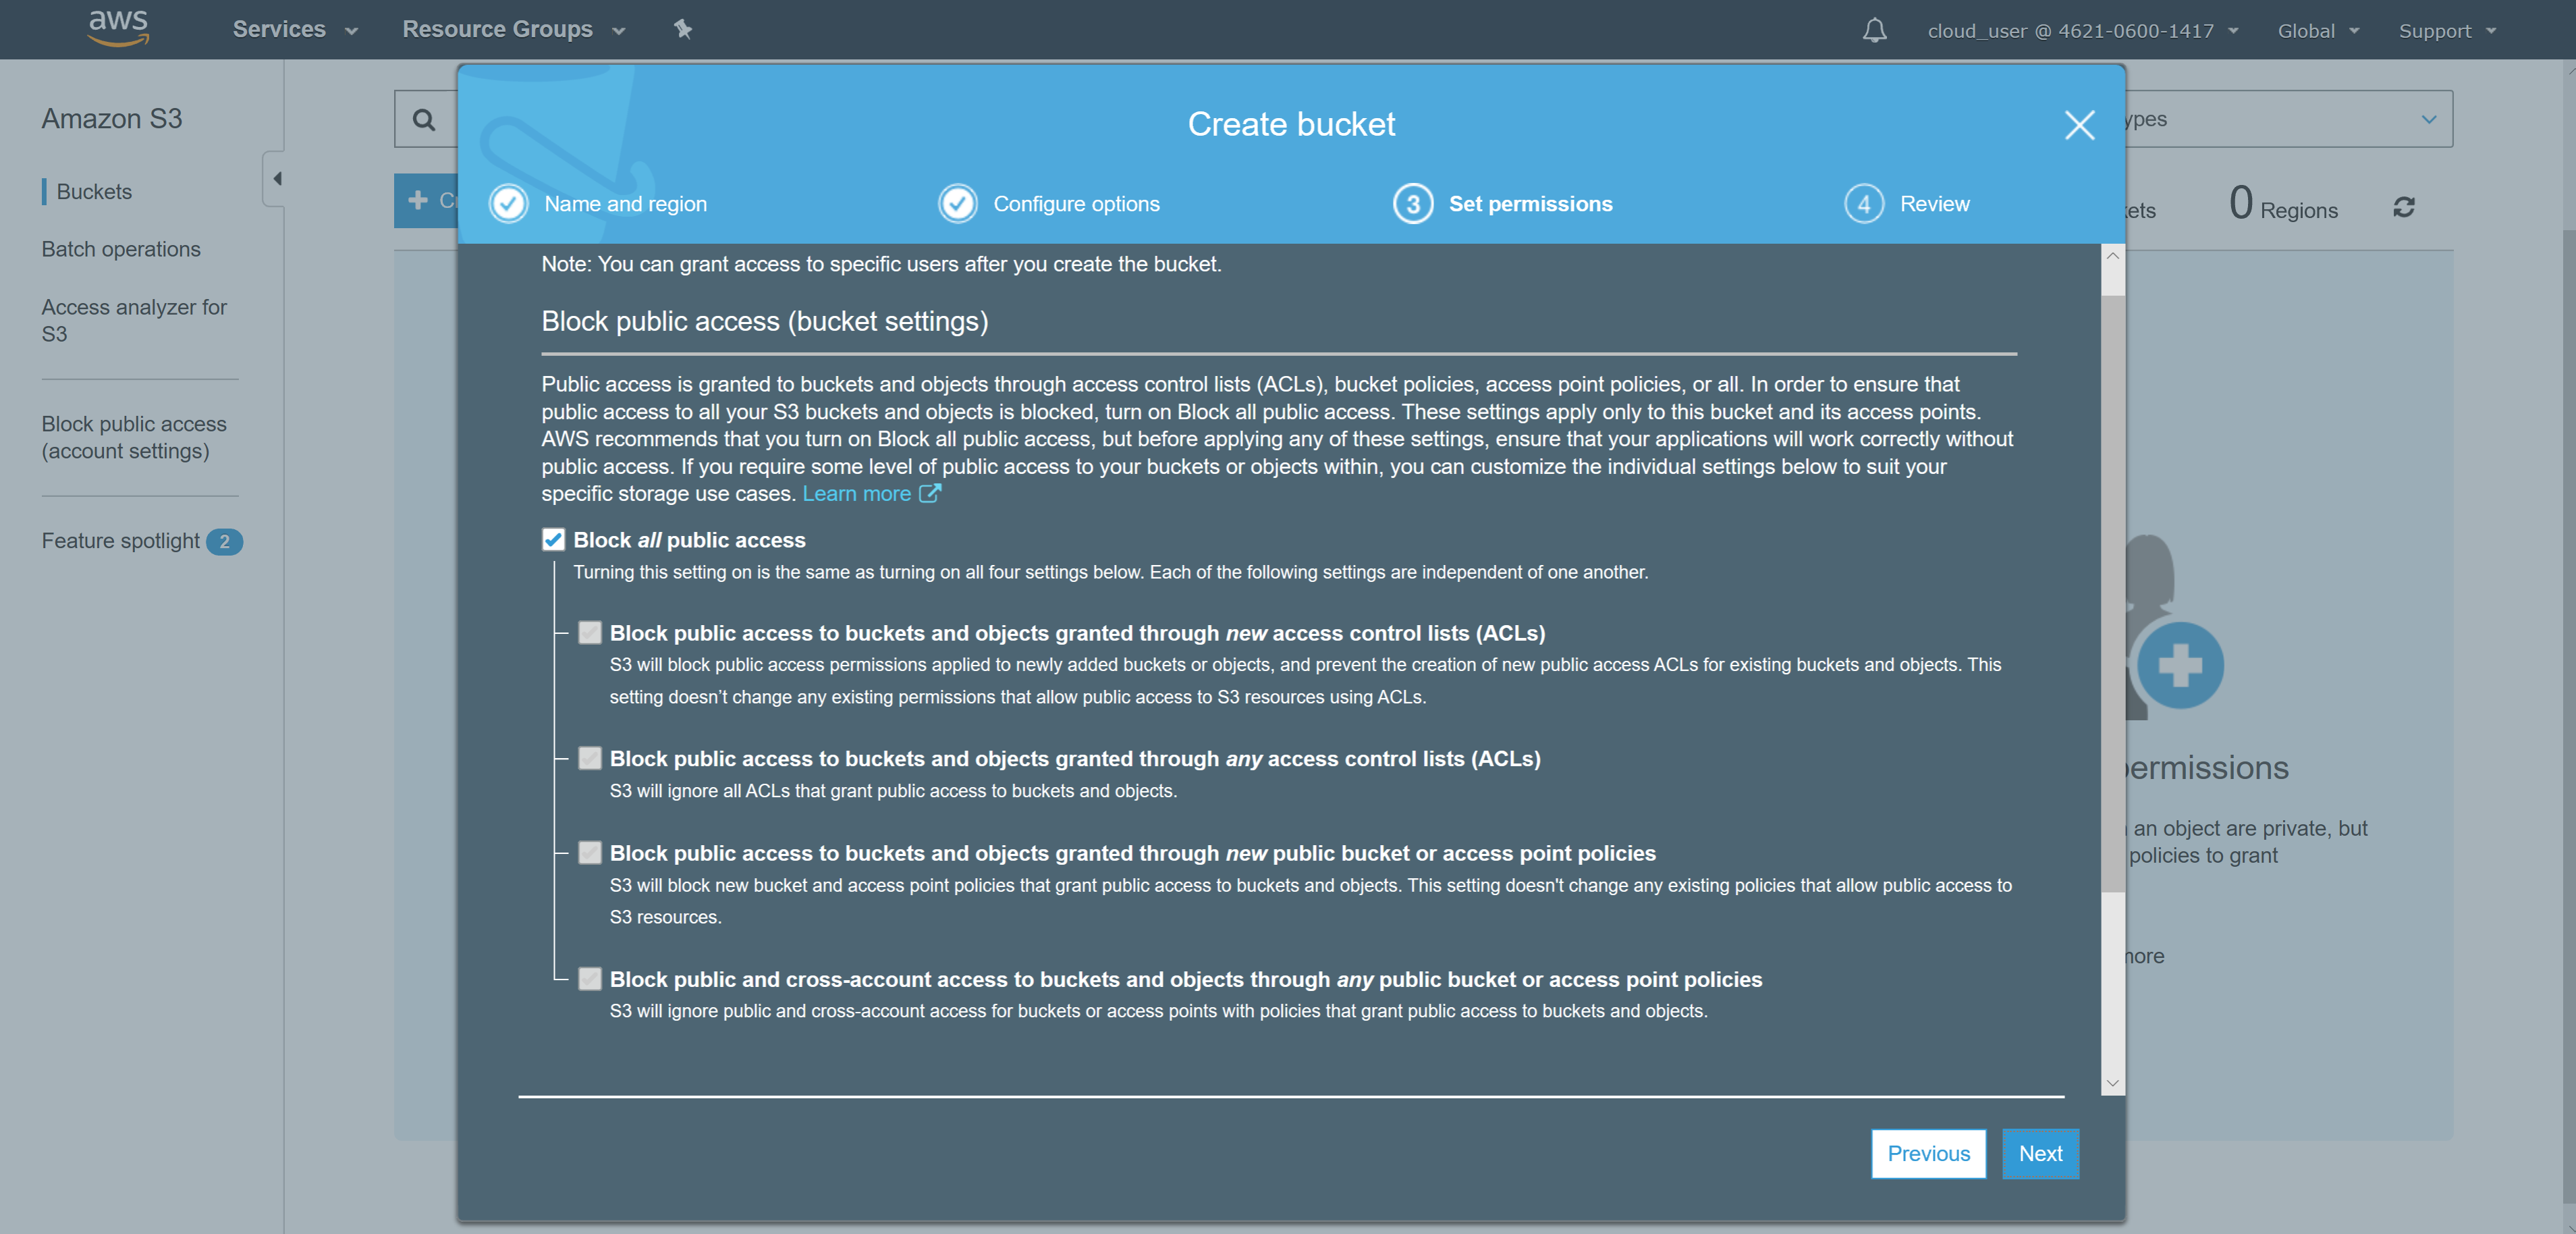 aws
Services
Resource Groups
cloud_user @ 4621-0600-1417
Global
Support
Amazon S3
Buckets
Batch operations
Access analyzer for
S3
Block public access
(account settings)
Feature spotlight 2
Create bucket
Name and region
Configure options
3 Set permissions
4 Review
0 Regions
Note: You can grant access to specific users after you create the bucket.
Block public access (bucket settings)
Public access is granted to buckets and objects through access control lists (ACLs), bucket policies, access point policies, or all. In order to ensure that
public access to all your S3 buckets and objects is blocked, turn on Block all public access. These settings apply only to this bucket and its access points.
AWS recommends that you turn on Block all public access, but before applying any of these settings, ensure that your applications will work correctly without
public access. If you require some level of public access to your buckets or objects within, you can customize the individual settings below to suit your
specific storage use cases. Learn more
Block all public access
Turning this setting on is the same as turning on all four settings below. Each of the following settings are independent of one another.
Block public access to buckets and objects granted through new access control lists (ACLs)
S3 will block public access permissions applied to newly added buckets or objects, and prevent the creation of new public access ACLs for existing buckets and objects. This
setting doesn’t change any existing permissions that allow public access to S3 resources using ACLs.
Block public access to buckets and objects granted through any access control lists (ACLs)
S3 will ignore all ACLs that grant public access to buckets and objects.
Block public access to buckets and objects granted through new public bucket or access point policies
S3 will block new bucket and access point policies that grant public access to buckets and objects. This setting doesn't change any existing policies that allow public access to
S3 resources.
Block public and cross-account access to buckets and objects through any public bucket or access point policies
S3 will ignore public and cross-account access for buckets or access points with policies that grant public access to buckets and objects.
an object are private, but
policies to grant
Previous
Next